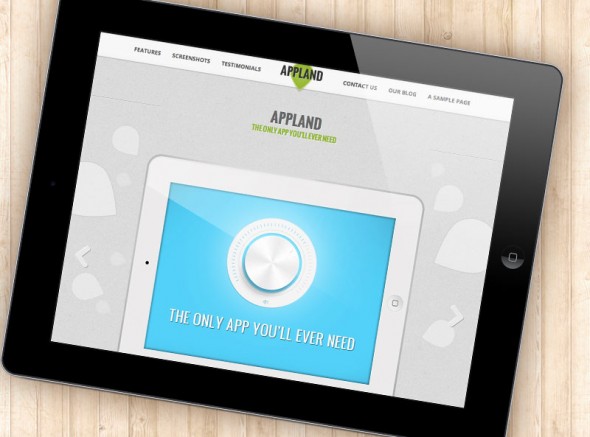 FEATURES SCREENSHOTS TESTIMONIALS APPLAND CONTACT US OUR BLOG A SAMPLE PAGE
APPLAND
THE ONLY APP YOU'LL EVER NEED
THE ONLY APP YOU'LL EVER NEED